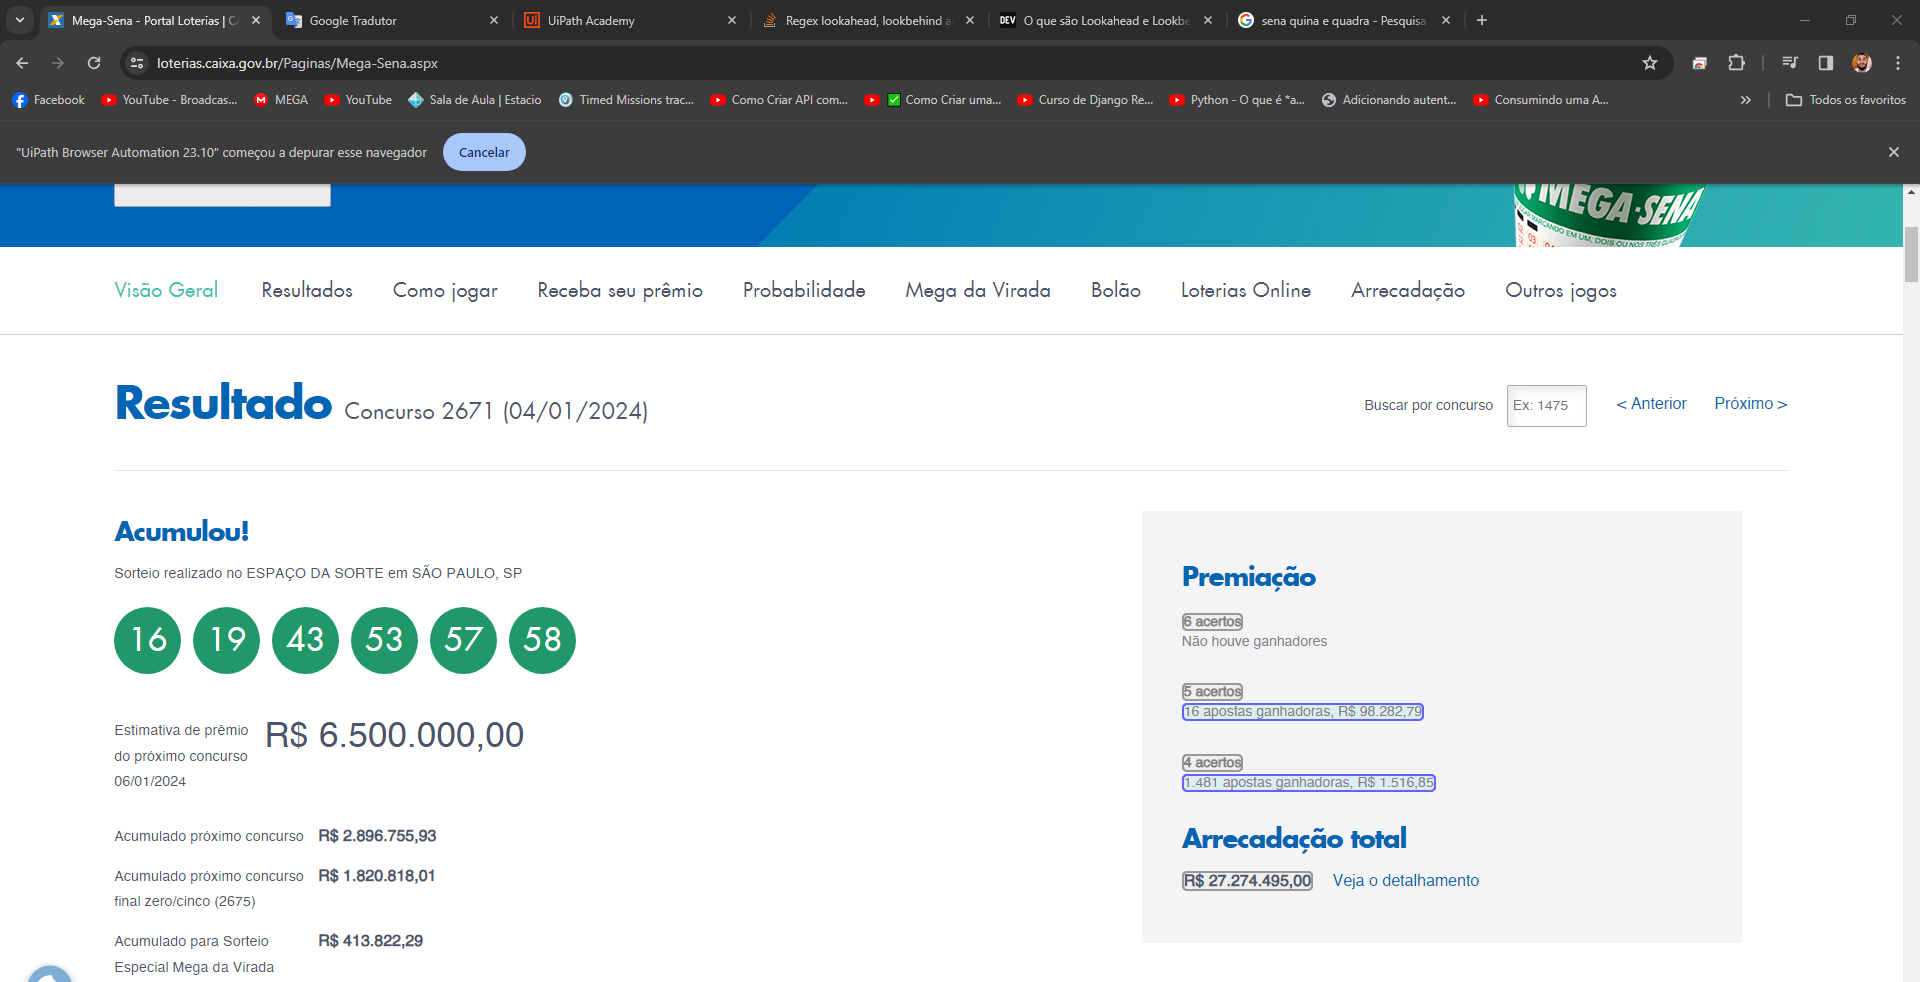 Mega-Sena - Portal Loterias | C
Google Tradutor
UiPath Academy
Regex lookahead, lookbehind a
DEV
O que são Lookahead e Lookbe
sena quina e quadra - Pesquisa
loterias.caixa.gov.br/Paginas/Mega-Sena.aspx
Facebook
YouTube - Broadcas...
MEGA
YouTube
Sala de Aula | Estacio
Timed Missions trac...
Como Criar API com...
Como Criar uma...
Curso de Django Re...
Python - O que é *a...
Adicionando autent...
Consumindo uma A...
Todos os favoritos
"UiPath Browser Automation 23.10" começou a depurar esse navegador
Cancelar
MEGA-SENA
Visão Geral
Resultados
Como jogar
Receba seu prêmio
Probabilidade
Mega da Virada
Bolão
Loterias Online
Arrecadação
Outros jogos
Resultado Concurso 2671 (04/01/2024)
Buscar por concurso
Ex: 1475
< Anterior
Próximo >
Acumulou!
Sorteio realizado no ESPAÇO DA SORTE em SÃO PAULO, SP
16 19 43 53 57 58
Estimativa de prêmio
do próximo concurso
06/01/2024
R$ 6.500.000,00
Acumulado próximo concurso R$ 2.896.755,93
Acumulado próximo concurso R$ 1.820.818,01
final zero/cinco (2675)
Acumulado para Sorteio R$ 413.822,29
Especial Mega da Virada
Premiação
6 acertos
Não houve ganhadores
5 acertos
16 apostas ganhadoras, R$ 98.282,79
4 acertos
1.481 apostas ganhadoras, R$ 1.516,85
Arrecadação total
R$ 27.274.495,00
Veja o detalhamento